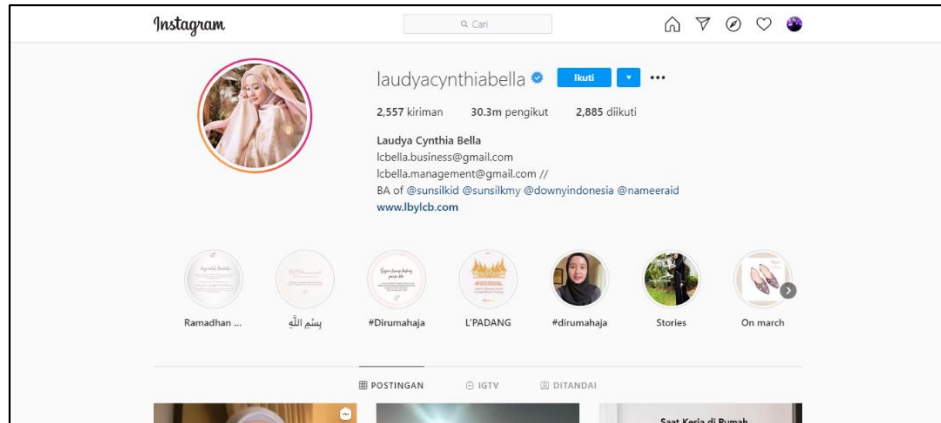 Instagram
Cari
laudyacynthiabella Ikuti
2,557 kiriman 30.3m pengikut 2,885 diikuti
Laudya Cynthia Bella
lcbella.business@gmail.com
lcbella.management@gmail.com //
BA of @sunsilkid @sunsilkmy @downyindonesia @nameeraid
www.lbylcb.com
Ramadhan ... بِسْمِ اللَّهِ #Dirumahaja L'PADANG #dirumahaja Stories On march
POSTINGAN IGTV DITANDAI
Saat Kerja di Rumah